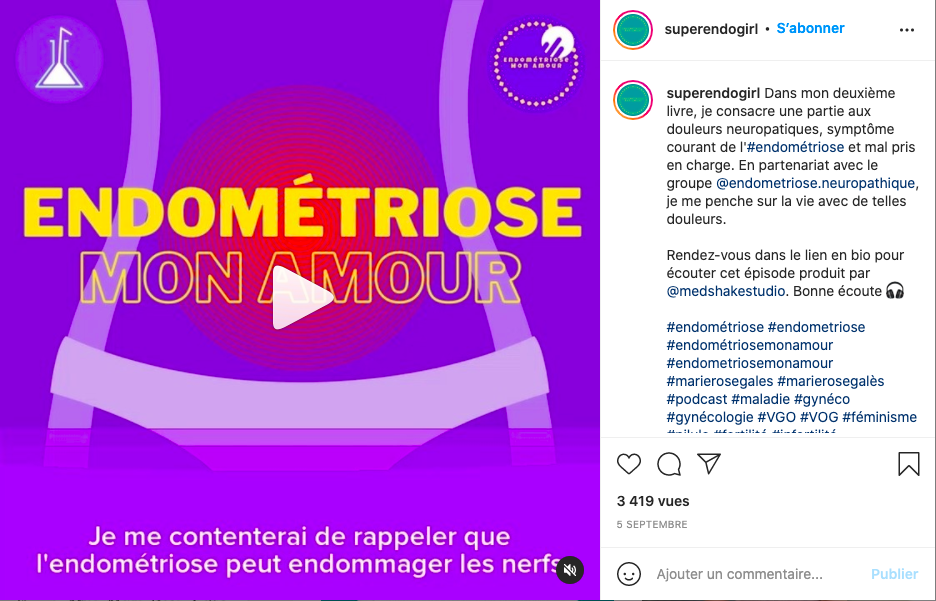 ENDOMÉTRIOSE
MON AMOUR
ENDOMÉTRIOSE
MON AMOUR
Je me contenterai de rappeler que
l'endométriose peut endommager les nerfs
superendogirl • S'abonner
superendogirl Dans mon deuxième
livre, je consacre une partie aux
douleurs neuropatiques, symptôme
courant de l'#endométriose et mal pris
en charge. En partenariat avec le
groupe @endometriose.neuropathique,
je me penche sur la vie avec de telles
douleurs.
Rendez-vous dans le lien en bio pour
écouter cet épisode produit par
@medshakestudio. Bonne écoute 🎧
#endométriose #endometriose
#endométriosemonamour
#endometriosemonamour
#marierosegales #marierosegalès
#podcast #maladie #gynéco
#gynécologie #VGO #VOG #féminisme
#pilule #fertilité #infertilité
3 419 vues
5 SEPTEMBRE
Ajouter un commentaire... Publier